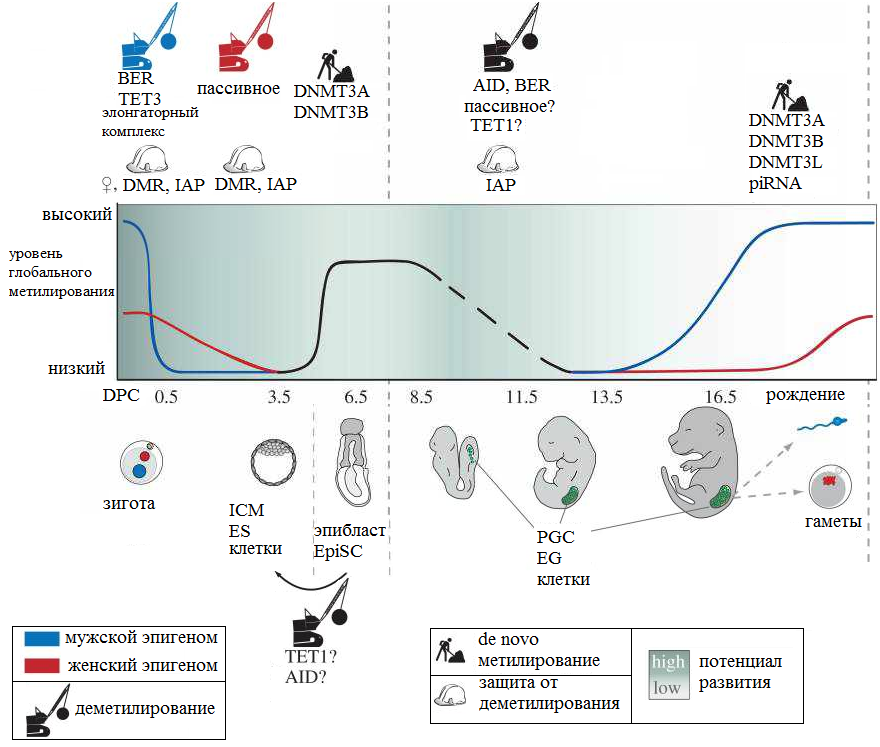 BER
TET3
элонгаторный
комплекс
пассивное
DNMT3A
DNMT3B
AID, BER
пассивное?
TET1?
DNMT3A
DNMT3B
DNMT3L
piRNA
♀, DMR, IAP
DMR, IAP
IAP
высокий
уровень
глобального
метилирования
низкий
DPC 0.5 3.5 6.5 8.5 11.5 13.5 16.5 рождение
зигота
ICM
ES
клетки
эпибласт
EpiSC
PGC
EG
клетки
гаметы
TET1?
AID?
мужской эпигеном
женский эпигеном
деметилирование
de novo
метилирование
защита от
деметилирования
high
low
потенциал
развития